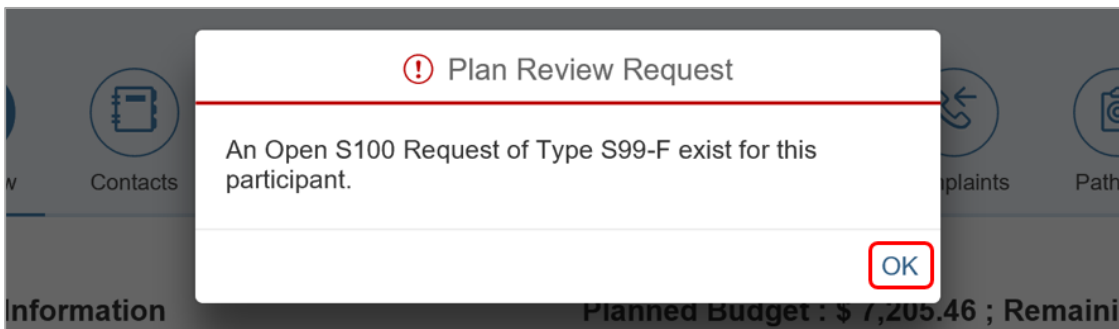 Plan Review Request
An Open S100 Request of Type S99-F exist for this
participant.
Contacts
OK
Information
Planned Budget : $ 7,205.46 ;